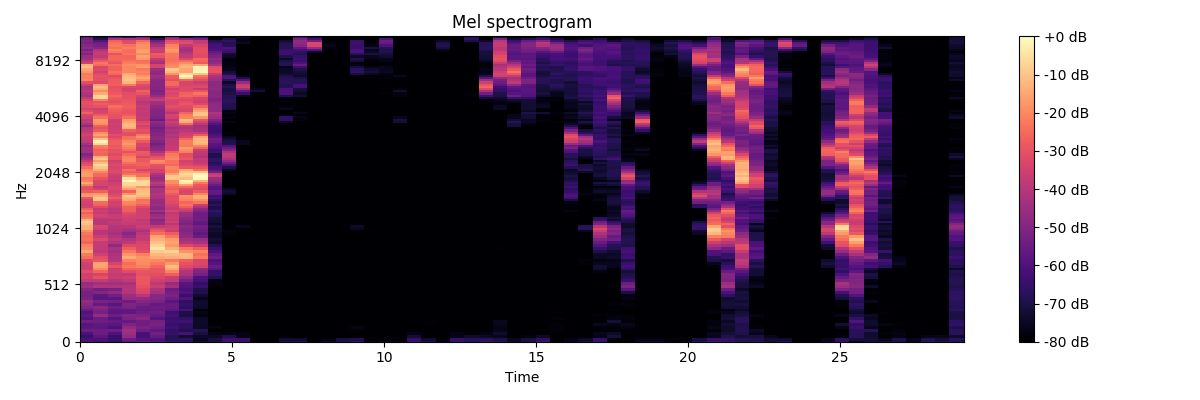 Mel spectrogram
Hz
8192
4096
2048
1024
512
0
0 5 10 15 20 25
Time
+0 dB
-10 dB
-20 dB
-30 dB
-40 dB
-50 dB
-60 dB
-70 dB
-80 dB